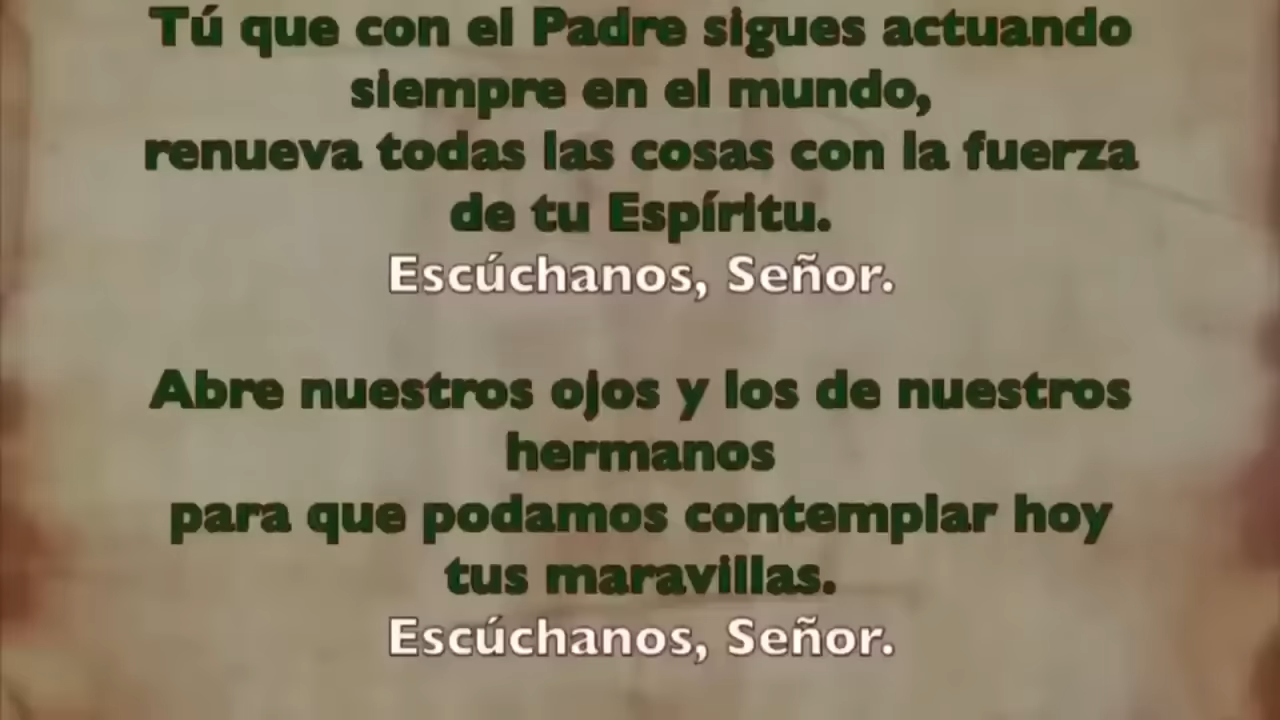 Tú que con el Padre sigues actuando
siempre en el mundo,
renueva todas las cosas con la fuerza
de tu Espíritu.
Escúchanos, Señor.
Abre nuestros ojos y los de nuestros
hermanos
para que podamos contemplar hoy
tus maravillas.
Escúchanos, Señor.